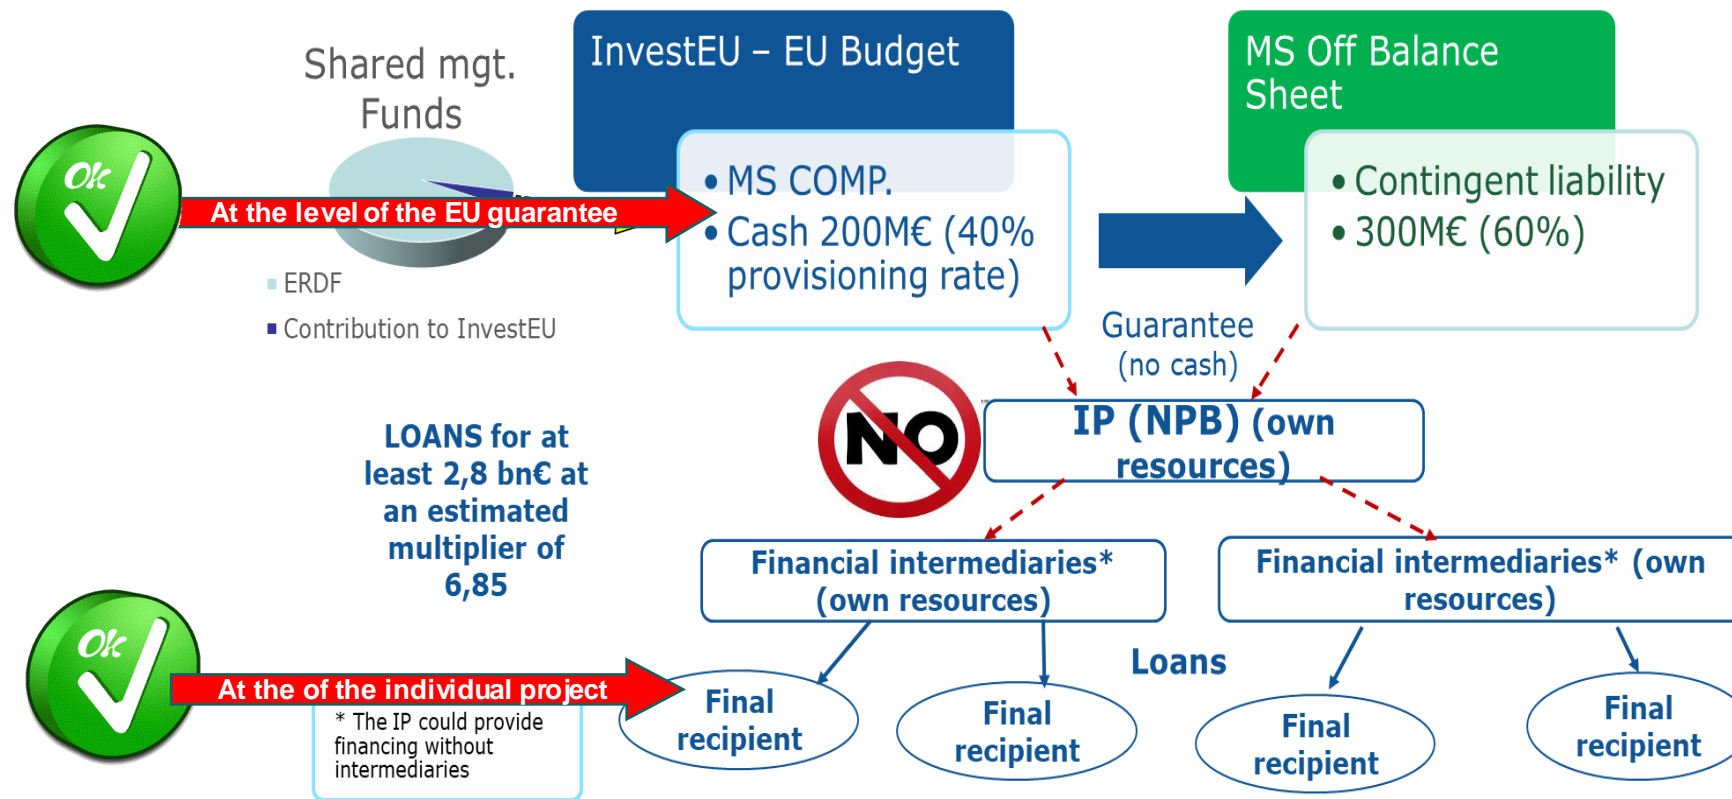 Shared mgt.
Funds
InvestEU – EU Budget
MS Off Balance
Sheet
Ok
At the level of the EU guarantee
• MS COMP.
• Cash 200M€ (40%
provisioning rate)
• Contingent liability
• 300M€ (60%)
ERDF
Contribution to InvestEU
Guarantee
(no cash)
NO
IP (NPB) (own
resources)
LOANS for at
least 2,8 bn€ at
an estimated
multiplier of
6,85
Financial intermediaries*
(own resources)
Financial intermediaries* (own
resources)
Ok
At the of the individual project
* The IP could provide
financing without
intermediaries
Loans
Final
recipient
Final
recipient
Final
recipient
Final
recipient